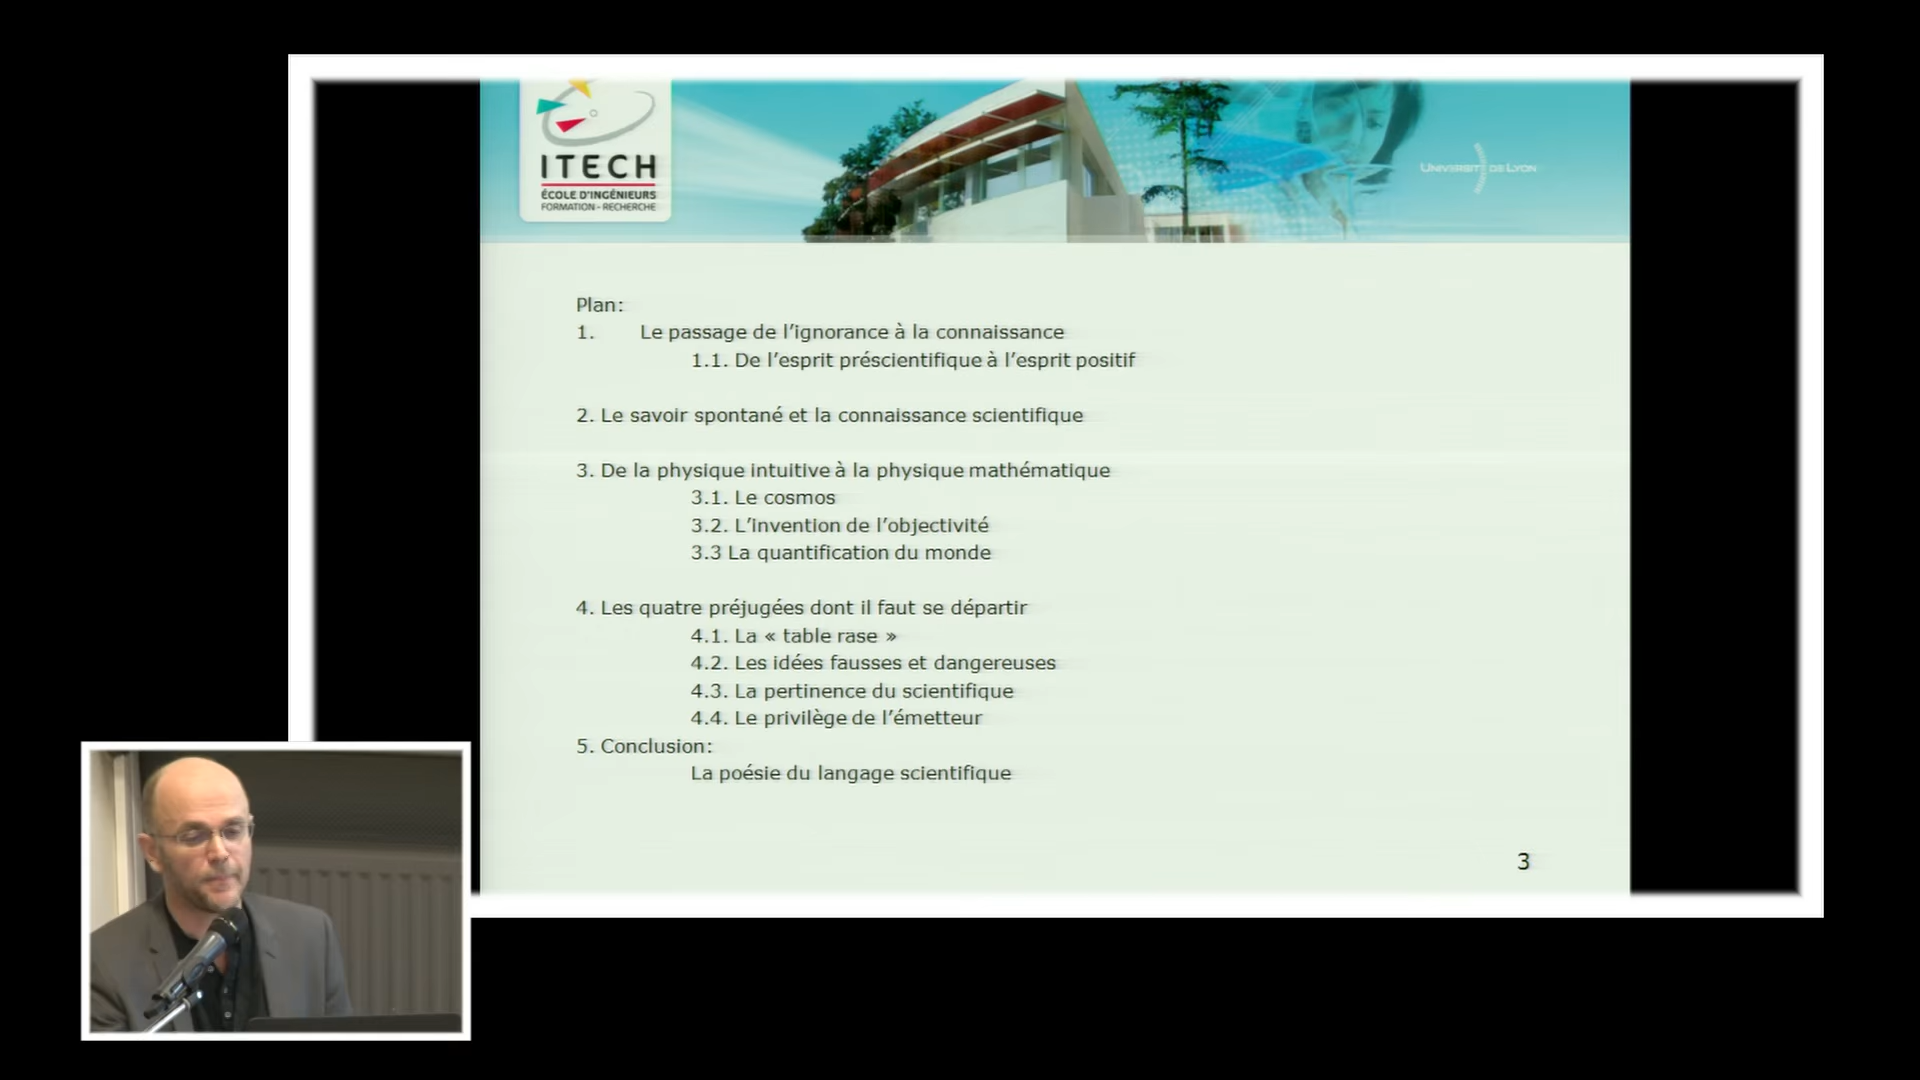 ITECH
ÉCOLE D'INGÉNIEURS
FORMATION - RECHERCHE
UNIVERSITÉ DE LYON
Plan:
1. Le passage de l'ignorance à la connaissance
1.1. De l'esprit préscientifique à l'esprit positif
2. Le savoir spontané et la connaissance scientifique
3. De la physique intuitive à la physique mathématique
3.1. Le cosmos
3.2. L'invention de l'objectivité
3.3 La quantification du monde
4. Les quatre préjugées dont il faut se départir
4.1. La « table rase »
4.2. Les idées fausses et dangereuses
4.3. La pertinence du scientifique
4.4. Le privilège de l'émetteur
5. Conclusion:
La poésie du langage scientifique
3